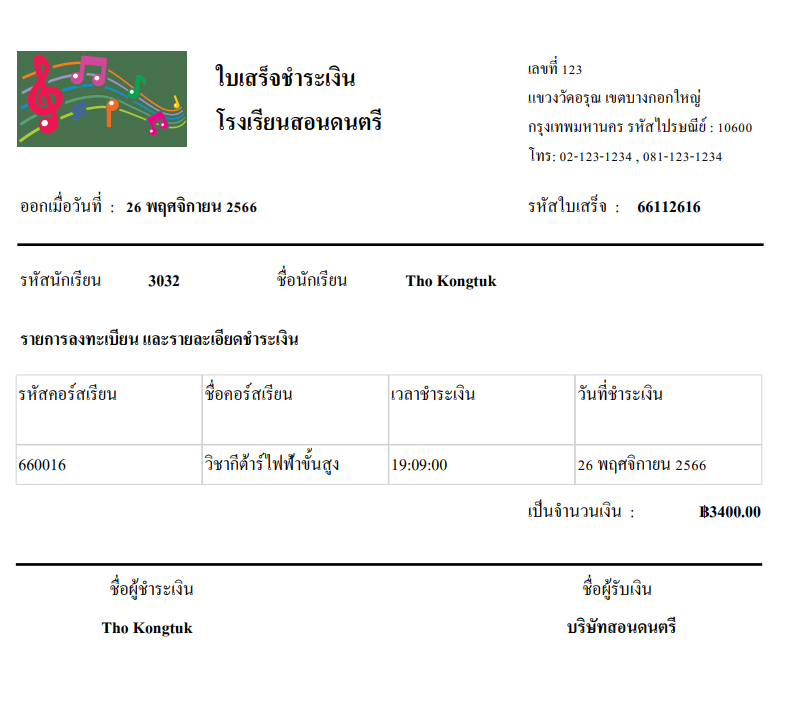 ใบเสร็จชำระเงิน
โรงเรียนสอนดนตรี
เลขที่ 123
แขวงวัดอรุณ เขตบางกอกใหญ่
กรุงเทพมหานคร รหัสไปรษณีย์ : 10600
โทร: 02-123-1234 , 081-123-1234
ออกเมื่อวันที่ : 26 พฤศจิกายน 2566 รหัสใบเสร็จ : 66112616
รหัสนักเรียน 3032 ชื่อนักเรียน Tho Kongtuk
รายการลงทะเบียน และรายละเอียดชำระเงิน
รหัสคอร์สเรียน ชื่อคอร์สเรียน เวลาชำระเงิน วันที่ชำระเงิน
660016 วิชากีต้าร์ไฟฟ้าขั้นสูง 19:09:00 26 พฤศจิกายน 2566
เป็นจำนวนเงิน : ฿3400.00
ชื่อผู้ชำระเงิน ชื่อผู้รับเงิน
Tho Kongtuk บริษัทสอนดนตรี